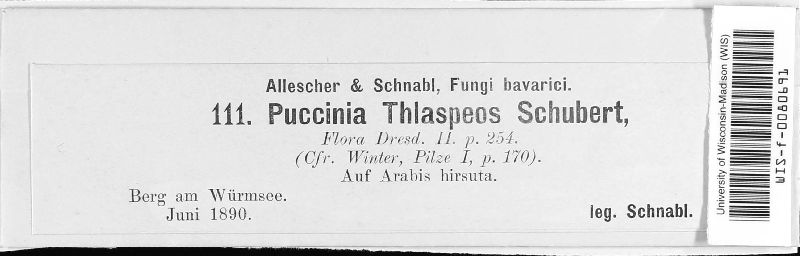 Allescher & Schnabl, Fungi bavarici.
111. Puccinia Thlaspeos Schubert,
Flora Dresd. II. p. 254.
(Cfr. Winter, Pilze I, p. 170).
Auf Arabis hirsuta.
Berg am Würmsee.
Juni 1890.
leg. Schnabl.
University of Wisconsin-Madison (WIS)
WIS-f-0080691